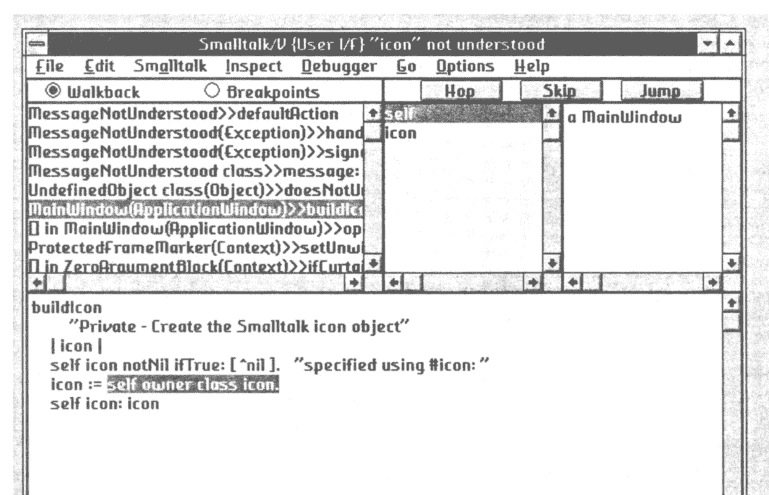 Smalltalk/V {User I/F} "icon" not understood
File Edit Smalltalk Inspect Debugger Go Options Help
Walkback Breakpoints Hop Skip Jump
MessageNotUnderstood>>defaultAction
MessageNotUnderstood(Exception)>>hand
MessageNotUnderstood(Exception)>>sign
MessageNotUnderstood class>>message:
UndefinedObject class(Object)>>doesNotU
MainWindow(ApplicationWindow)>>buildIc
[] in MainWindow(ApplicationWindow)>>op
ProtectedFrameMarker(Context)>>setUnwi
[] in ZeroArgumentBlock(Context)>>ifCurtai
self
icon
a MainWindow
buildIcon
"Private - Create the Smalltalk icon object"
| icon |
self icon notNil ifTrue: [ ^nil ]. "specified using #icon: "
icon := self owner class icon.
self icon: icon